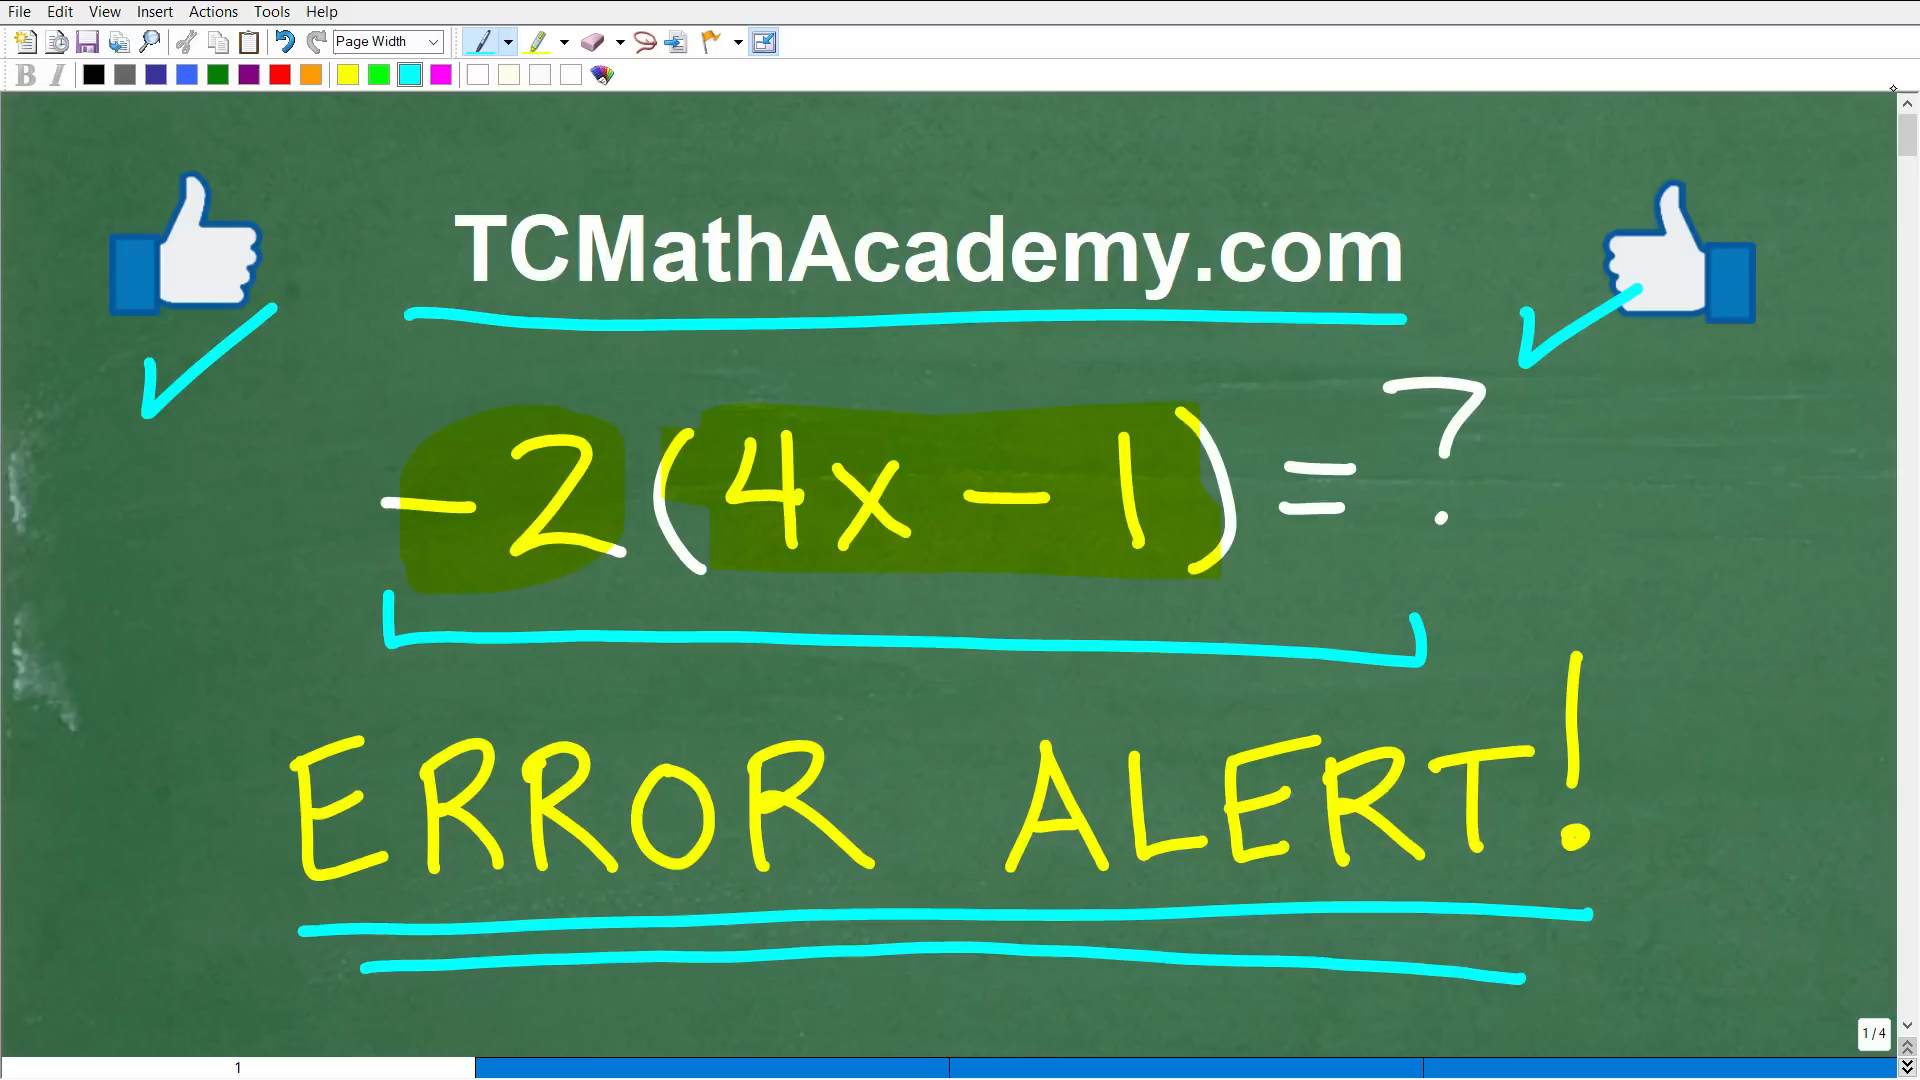 File Edit View Insert Actions Tools Help
Page Width
B I
TCMathAcademy.com
-2(4x-1)=?
ERROR ALERT!
1/4
1